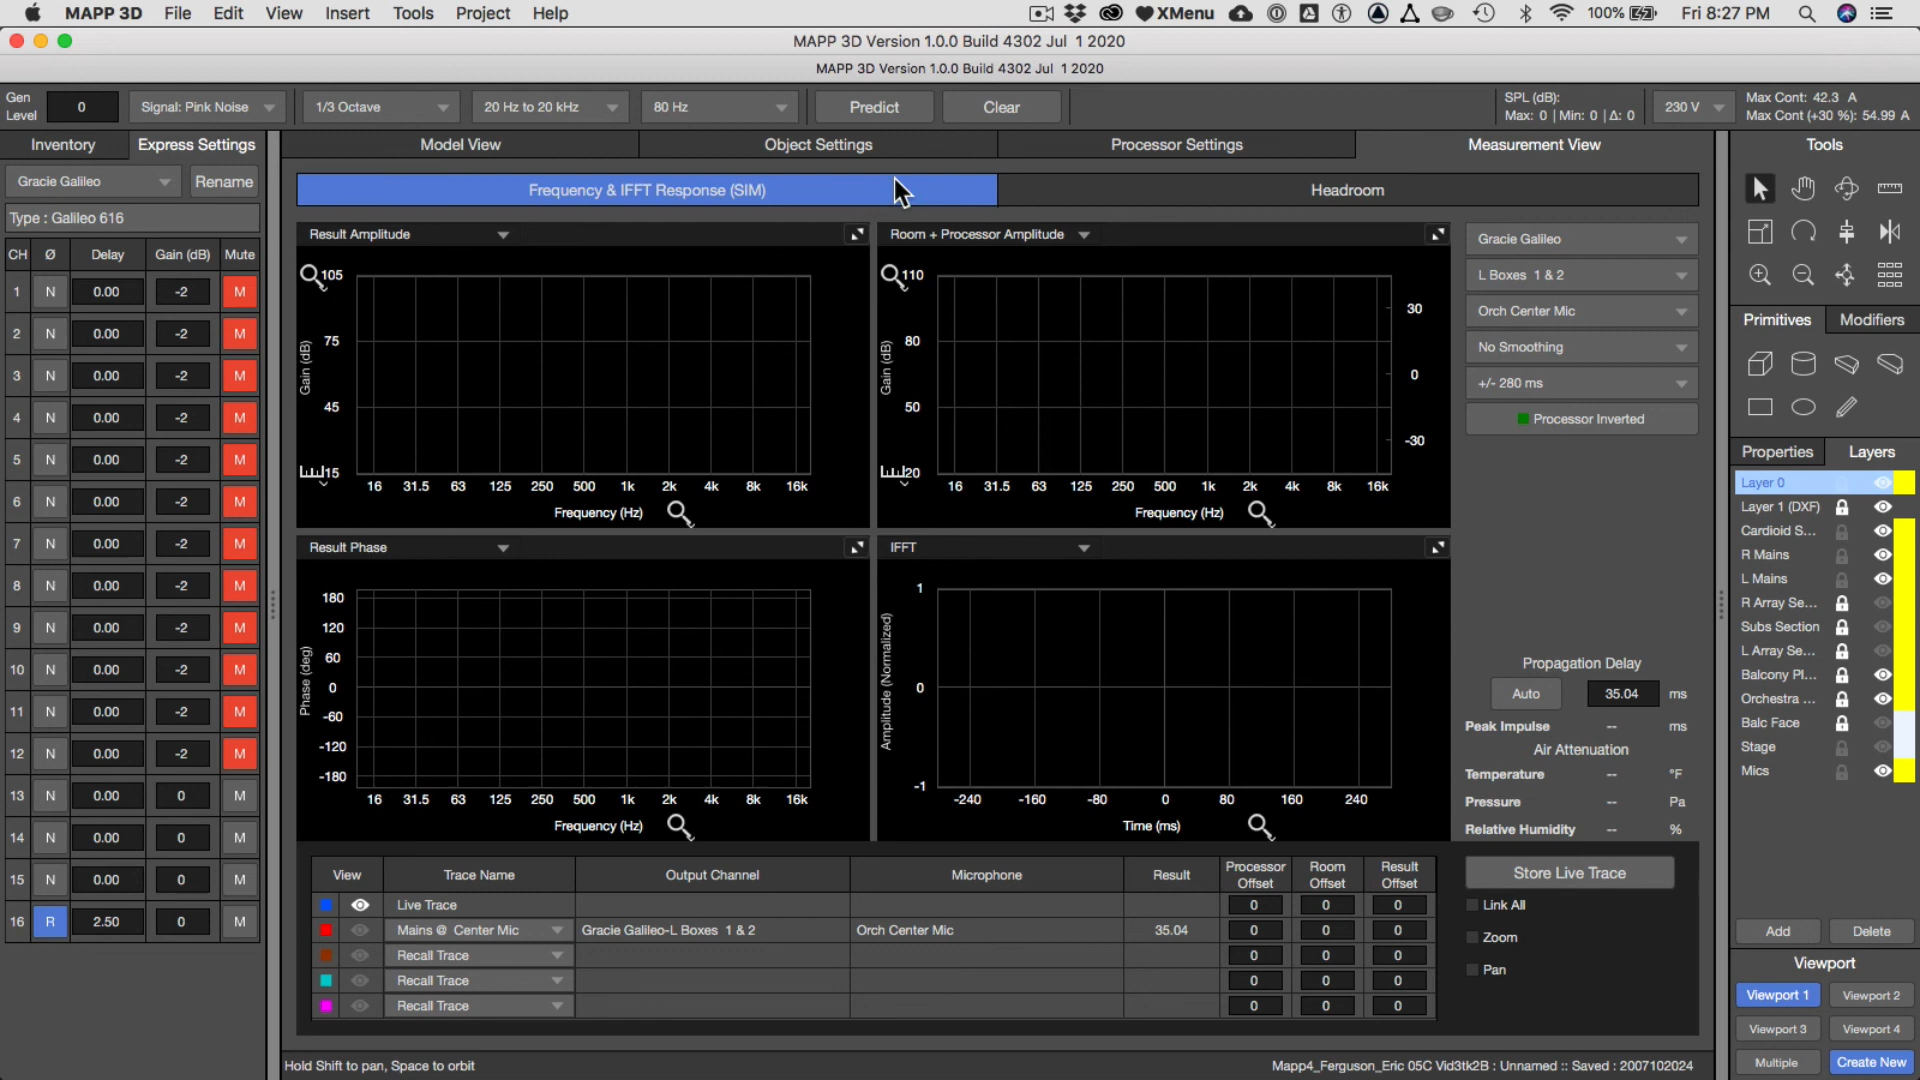 MAPP 3D File Edit View Insert Tools Project Help XMenu 100% Fri 8:27 PM
MAPP 3D Version 1.0.0 Build 4302 Jul 1 2020
MAPP 3D Version 1.0.0 Build 4302 Jul 1 2020
Gen Level 0 Signal: Pink Noise 1/3 Octave 20 Hz to 20 kHz 80 Hz Predict Clear
SPL (dB):
Max: 0 | Min: 0 | Δ: 0
230 V
Max Cont: 42.3 A
Max Cont (+30 %): 54.99 A
Inventory Express Settings Model View Object Settings Processor Settings Measurement View Tools
Gracie Galileo Rename
Type : Galileo 616
CH Ø Delay Gain (dB) Mute
1 N 0.00 -2 M
2 N 0.00 -2 M
3 N 0.00 -2 M
4 N 0.00 -2 M
5 N 0.00 -2 M
6 N 0.00 -2 M
7 N 0.00 -2 M
8 N 0.00 -2 M
9 N 0.00 -2 M
10 N 0.00 -2 M
11 N 0.00 -2 M
12 N 0.00 -2 M
13 N 0.00 0 M
14 N 0.00 0 M
15 N 0.00 0 M
16 R 2.50 0 M
Frequency & IFFT Response (SIM) Headroom
Result Amplitude
Gain (dB)
105
75
45
15
16 31.5 63 125 250 500 1k 2k 4k 8k 16k
Frequency (Hz)
Room + Processor Amplitude
Gain (dB)
110
80
50
20
30
0
-30
16 31.5 63 125 250 500 1k 2k 4k 8k 16k
Frequency (Hz)
Result Phase
Phase (deg)
180
120
60
0
-60
-120
-180
16 31.5 63 125 250 500 1k 2k 4k 8k 16k
Frequency (Hz)
IFFT
Amplitude (Normalized)
1
0
-1
-240 -160 -80 0 80 160 240
Time (ms)
Gracie Galileo
L Boxes 1 & 2
Orch Center Mic
No Smoothing
+/- 280 ms
Processor Inverted
Propagation Delay
Auto 35.04 ms
Peak Impulse -- ms
Air Attenuation
Temperature -- °F
Pressure -- Pa
Relative Humidity -- %
View Trace Name Output Channel Microphone Result Processor Offset Room Offset Result Offset
Live Trace 0 0 0
Mains @ Center Mic Gracie Galileo-L Boxes 1 & 2 Orch Center Mic 35.04 0 0 0
Recall Trace 0 0 0
Recall Trace 0 0 0
Recall Trace 0 0 0
Store Live Trace
Link All
Zoom
Pan
Primitives Modifiers
Properties Layers
Layer 0
Layer 1 (DXF)
Cardioid S...
R Mains
L Mains
R Array Se...
Subs Section
L Array Se...
Balcony Pl...
Orchestra ...
Balc Face
Stage
Mics
Add Delete
Viewport
Viewport 1 Viewport 2
Viewport 3 Viewport 4
Multiple Create New
Hold Shift to pan, Space to orbit
Mapp4_Ferguson_Eric 05C Vid3tk2B : Unnamed :: Saved : 2007102024